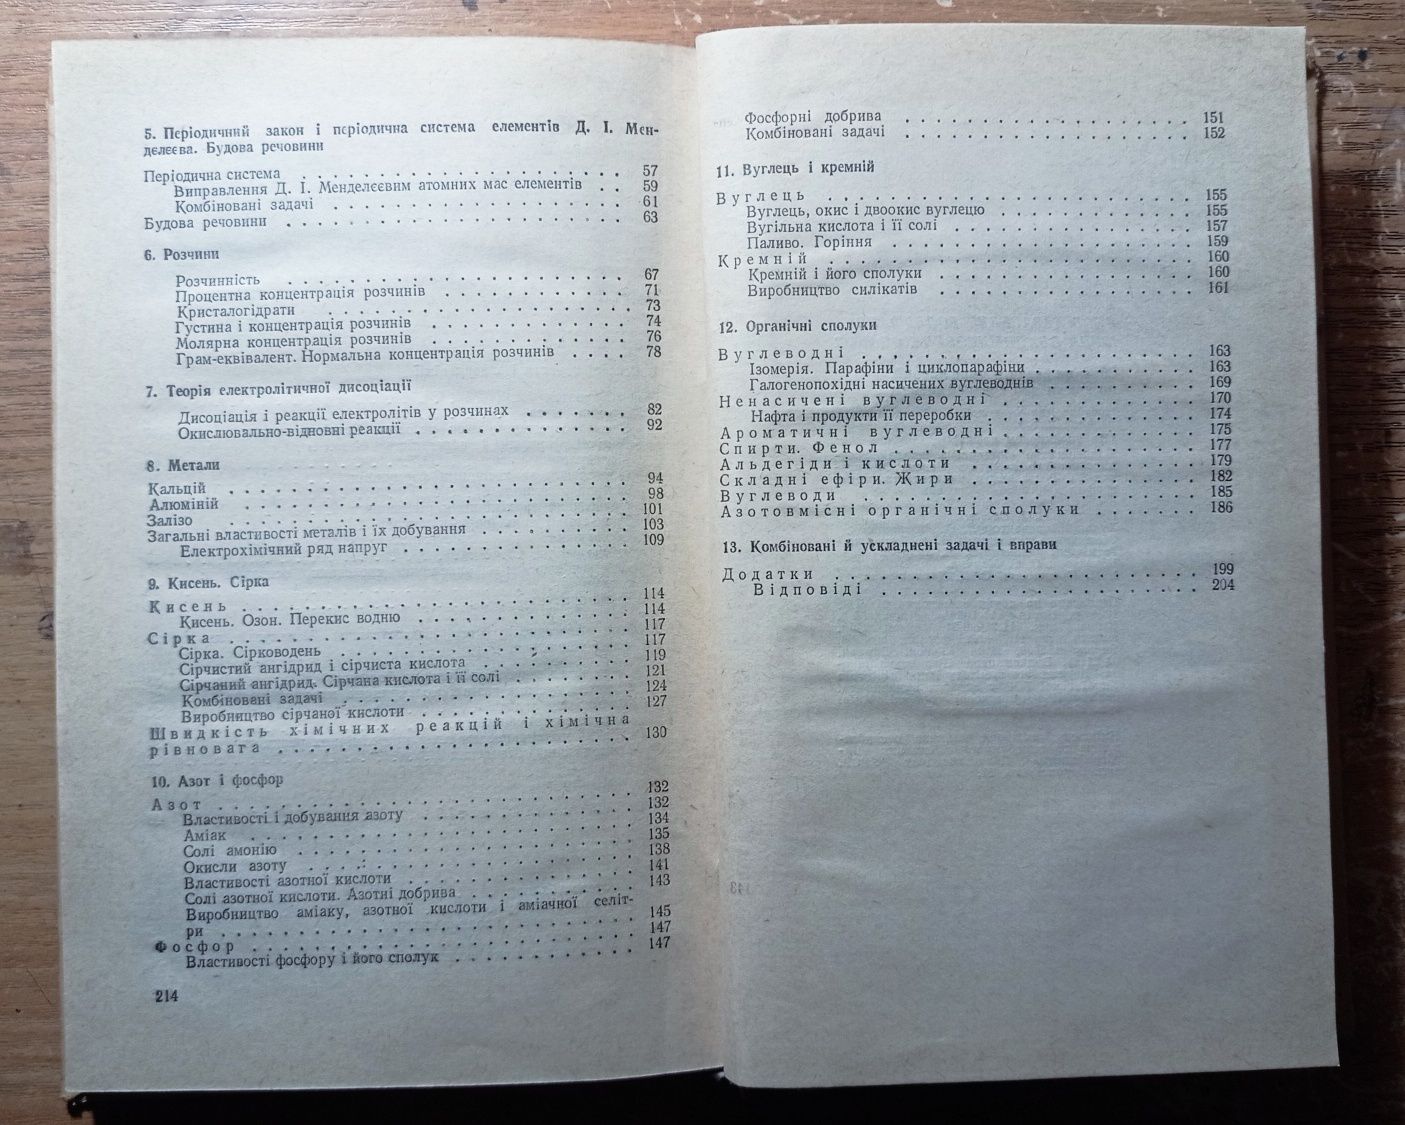 5. Періодичний закон і періодична система елементів Д. І. Мен-
делєєва. Будова речовини
Періодична система . . . . . . . . . . . . . . . . . . . . 57
Виправлення Д. І. Менделєєвим атомних мас елементів . . 59
Комбіновані задачі . . . . . . . . . . . . . . . . . . 61
Будова речовини . . . . . . . . . . . . . . . . . . . . . 63
6. Розчини
Розчинність . . . . . . . . . . . . . . . . . . . . . 67
Процентна концентрація розчинів . . . . . . . . . . . . 71
Кристалогідрати . . . . . . . . . . . . . . . . . . . 73
Густина і концентрація розчинів . . . . . . . . . . . . 74
Молярна концентрація розчинів . . . . . . . . . . . . 76
Грам-еквівалент. Нормальна концентрація розчинів . . . . 78
7. Теорія електролітичної дисоціації
Дисоціація і реакції електролітів у розчинах . . . . . . . 82
Окислювально-відновні реакції . . . . . . . . . . . . . 92
8. Метали
Кальцій . . . . . . . . . . . . . . . . . . . . . . . . . 94
Алюміній . . . . . . . . . . . . . . . . . . . . . . . . 98
Залізо . . . . . . . . . . . . . . . . . . . . . . . . . 101
Загальні властивості металів і їх добування . . . . . . . . . 103
Електрохімічний ряд напруг . . . . . . . . . . . . . . 109
9. Кисень. Сірка
Кисень . . . . . . . . . . . . . . . . . . . . . . . . 114
Кисень. Озон. Перекис водню . . . . . . . . . . . . . 114
Сірка . . . . . . . . . . . . . . . . . . . . . . . . . 117
Сірка. Сірководень . . . . . . . . . . . . . . . . . . 117
Сірчистий ангідрид і сірчиста кислота . . . . . . . . . . 119
Сірчаний ангідрид. Сірчана кислота і її солі . . . . . . . 121
Комбіновані задачі . . . . . . . . . . . . . . . . . . 124
Виробництво сірчаної кислоти . . . . . . . . . . . . . 127
Швидкість хімічних реакцій і хімічна
рівновага . . . . . . . . . . . . . . . . . . . . . . . 130
10. Азот і фосфор
Азот . . . . . . . . . . . . . . . . . . . . . . . . . 132
Властивості і добування азоту . . . . . . . . . . . . . 132
Аміак . . . . . . . . . . . . . . . . . . . . . . . . 134
Солі амонію . . . . . . . . . . . . . . . . . . . . . 135
Окисли азоту . . . . . . . . . . . . . . . . . . . . . 138
Властивості азотної кислоти . . . . . . . . . . . . . . 141
Солі азотної кислоти. Азотні добрива . . . . . . . . . . 143
Виробництво аміаку, азотної кислоти і аміачної селіт-
ри . . . . . . . . . . . . . . . . . . . . . . . . . 145
Фосфор . . . . . . . . . . . . . . . . . . . . . . . . 147
Властивості фосфору і його сполук . . . . . . . . . . . 147
214
Фосфорні добрива . . . . . . . . . . . . . . . . . . 151
Комбіновані задачі . . . . . . . . . . . . . . . . . . 152
11. Вуглець і кремній
Вуглець . . . . . . . . . . . . . . . . . . . . . . . 155
Вуглець, окис і двоокис вуглецю . . . . . . . . . . . . 155
Вугільна кислота і її солі . . . . . . . . . . . . . . . 157
Паливо. Горіння . . . . . . . . . . . . . . . . . . . 159
Кремній . . . . . . . . . . . . . . . . . . . . . . . 160
Кремній і його сполуки . . . . . . . . . . . . . . . . 160
Виробництво силікатів . . . . . . . . . . . . . . . . 161
12. Органічні сполуки
Вуглеводні . . . . . . . . . . . . . . . . . . . . . 163
Ізомерія. Парафіни і циклопарафіни . . . . . . . . . . 163
Галогенопохідні насичених вуглеводнів . . . . . . . . . . 169
Ненасичені вуглеводні . . . . . . . . . . . . 170
Нафта і продукти її переробки . . . . . . . . . . . . . 174
Ароматичні вуглеводні . . . . . . . . . . . . 175
Спирти. Фенол . . . . . . . . . . . . . . . . . . . . 177
Альдегіди і кислоти . . . . . . . . . . . . . . 179
Складні ефіри. Жири . . . . . . . . . . . . . . 182
Вуглеводи . . . . . . . . . . . . . . . . . . . . . 185
Азотовмісні органічні сполуки . . . . . . . 186
13. Комбіновані й ускладнені задачі і вправи
Додатки . . . . . . . . . . . . . . . . . . . . . . . 199
Відповіді . . . . . . . . . . . . . . . . . . . . 204